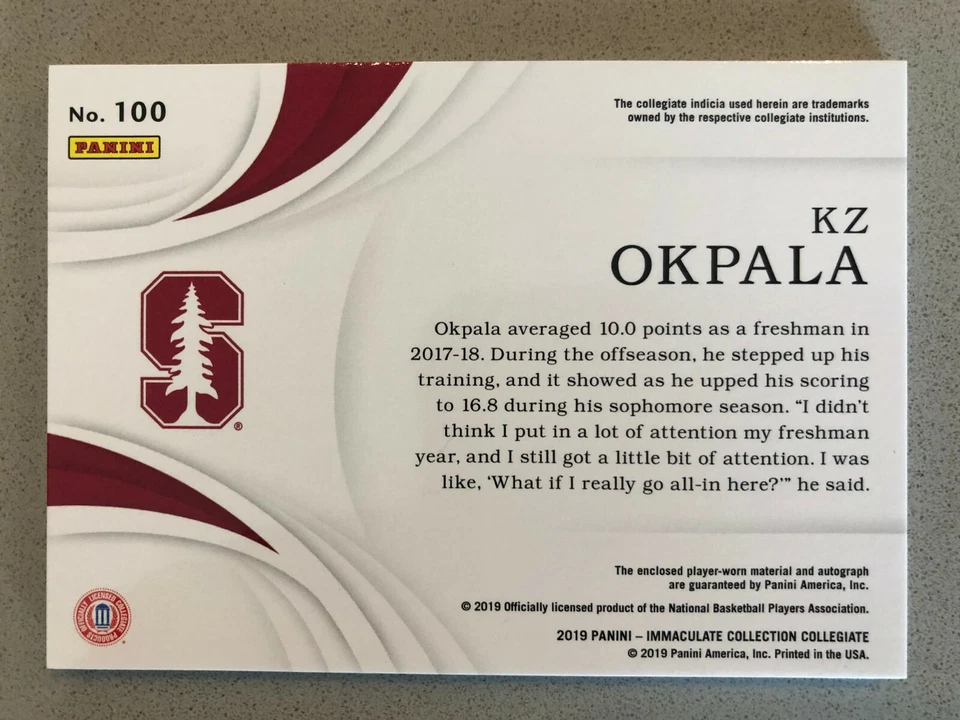 No. 100
PANINI
The collegiate indicia used herein are trademarks
owned by the respective collegiate institutions.
KZ
OKPALA
Okpala averaged 10.0 points as a freshman in
2017-18. During the offseason, he stepped up his
training, and it showed as he upped his scoring
to 16.8 during his sophomore season. “I didn’t
think I put in a lot of attention my freshman
year, and I still got a little bit of attention. I was
like, ‘What if I really go all-in here?’” he said.
S
®
OFFICIALLY LICENSED COLLEGIATE PRODUCTS
The enclosed player-worn material and autograph
are guaranteed by Panini America, Inc.
© 2019 Officially licensed product of the National Basketball Players Association.
2019 PANINI – IMMACULATE COLLECTION COLLEGIATE
© 2019 Panini America, Inc. Printed in the USA.